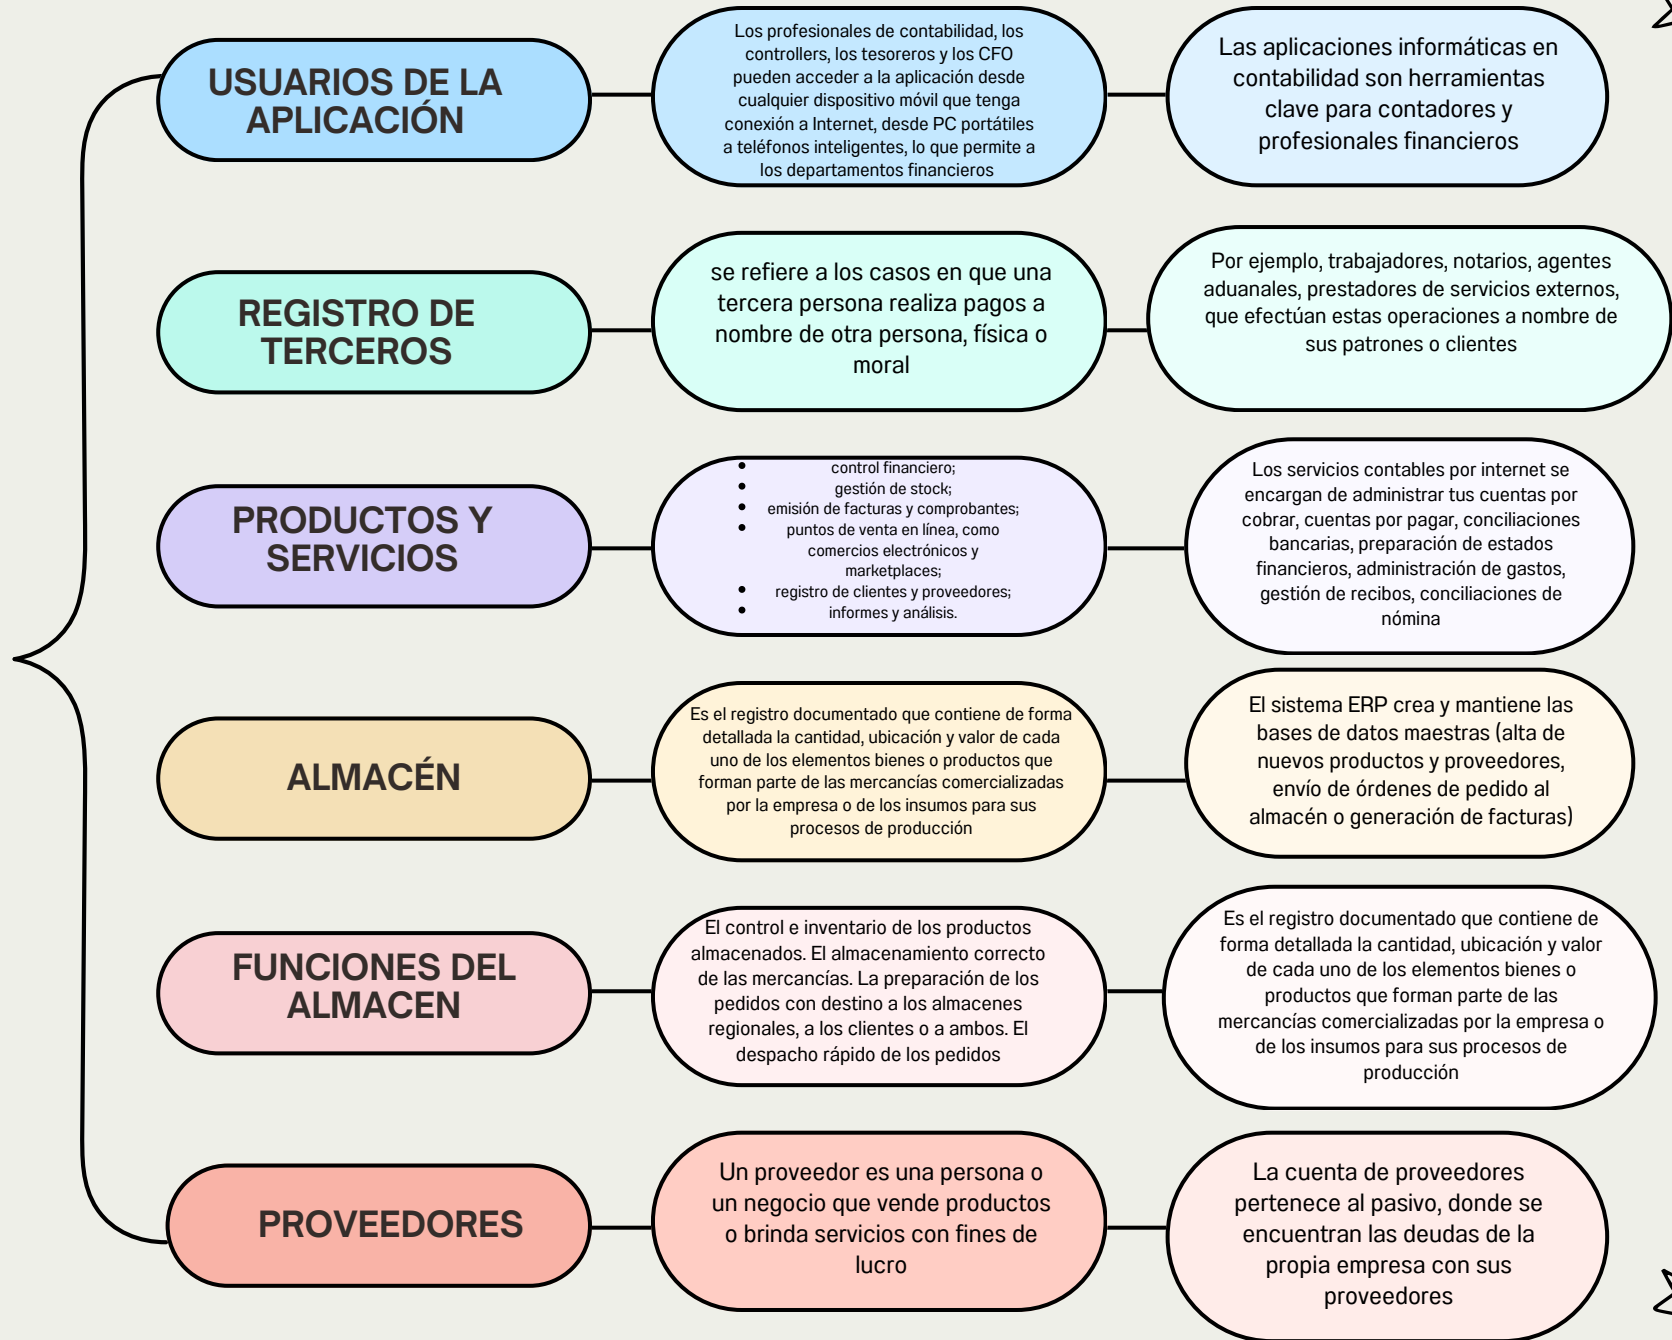 USUARIOS DE LA
APLICACIÓN
Los profesionales de contabilidad, los
controllers, los tesoreros y los CFO
pueden acceder a la aplicación desde
cualquier dispositivo móvil que tenga
conexión a Internet, desde PC portátiles
a teléfonos inteligentes, lo que permite a
los departamentos financieros
Las aplicaciones informáticas en
contabilidad son herramientas
clave para contadores y
profesionales financieros
REGISTRO DE
TERCEROS
se refiere a los casos en que una
tercera persona realiza pagos a
nombre de otra persona, física o
moral
Por ejemplo, trabajadores, notarios, agentes
aduanales, prestadores de servicios externos,
que efectúan estas operaciones a nombre de
sus patrones o clientes
PRODUCTOS Y
SERVICIOS
• control financiero;
• gestión de stock;
• emisión de facturas y comprobantes;
• puntos de venta en línea, como
comercios electrónicos y
marketplaces;
• registro de clientes y proveedores;
• informes y análisis.
Los servicios contables por internet se
encargan de administrar tus cuentas por
cobrar, cuentas por pagar, conciliaciones
bancarias, preparación de estados
financieros, administración de gastos,
gestión de recibos, conciliaciones de
nómina
ALMACÉN
Es el registro documentado que contiene de forma
detallada la cantidad, ubicación y valor de cada
uno de los elementos bienes o productos que
forman parte de las mercancías comercializadas
por la empresa o de los insumos para sus
procesos de producción
El sistema ERP crea y mantiene las
bases de datos maestras (alta de
nuevos productos y proveedores,
envío de órdenes de pedido al
almacén o generación de facturas)
FUNCIONES DEL
ALMACEN
El control e inventario de los productos
almacenados. El almacenamiento correcto
de las mercancías. La preparación de los
pedidos con destino a los almacenes
regionales, a los clientes o a ambos. El
despacho rápido de los pedidos
Es el registro documentado que contiene de
forma detallada la cantidad, ubicación y valor
de cada uno de los elementos bienes o
productos que forman parte de las
mercancías comercializadas por la empresa o
de los insumos para sus procesos de
producción
PROVEEDORES
Un proveedor es una persona o
un negocio que vende productos
o brinda servicios con fines de
lucro
La cuenta de proveedores
pertenece al pasivo, donde se
encuentran las deudas de la
propia empresa con sus
proveedores